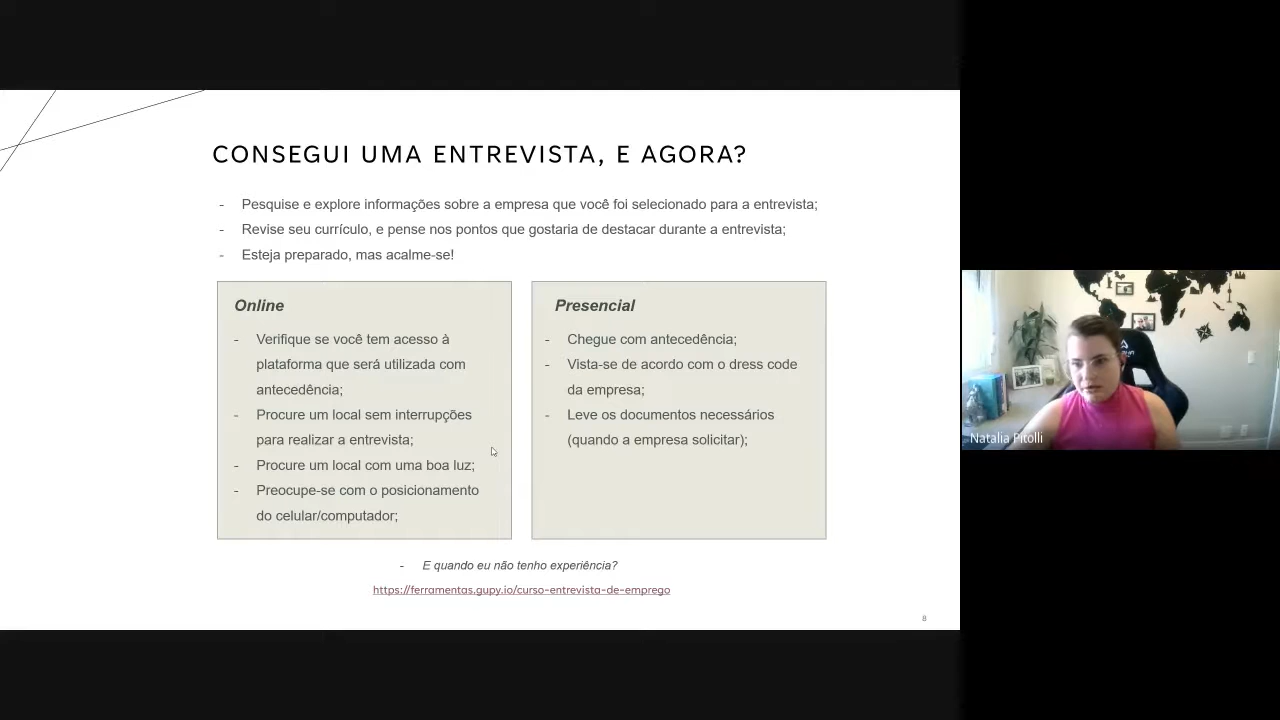 CONSEGUI UMA ENTREVISTA, E AGORA?
- Pesquise e explore informações sobre a empresa que você foi selecionado para a entrevista;
- Revise seu currículo, e pense nos pontos que gostaria de destacar durante a entrevista;
- Esteja preparado, mas acalme-se!
Online
- Verifique se você tem acesso à
plataforma que será utilizada com
antecedência;
- Procure um local sem interrupções
para realizar a entrevista;
- Procure um local com uma boa luz;
- Preocupe-se com o posicionamento
do celular/computador;
Presencial
- Chegue com antecedência;
- Vista-se de acordo com o dress code
da empresa;
- Leve os documentos necessários
(quando a empresa solicitar);
- E quando eu não tenho experiência?
https://ferramentas.gupy.io/curso-entrevista-de-emprego
8
Natalia Pitolli